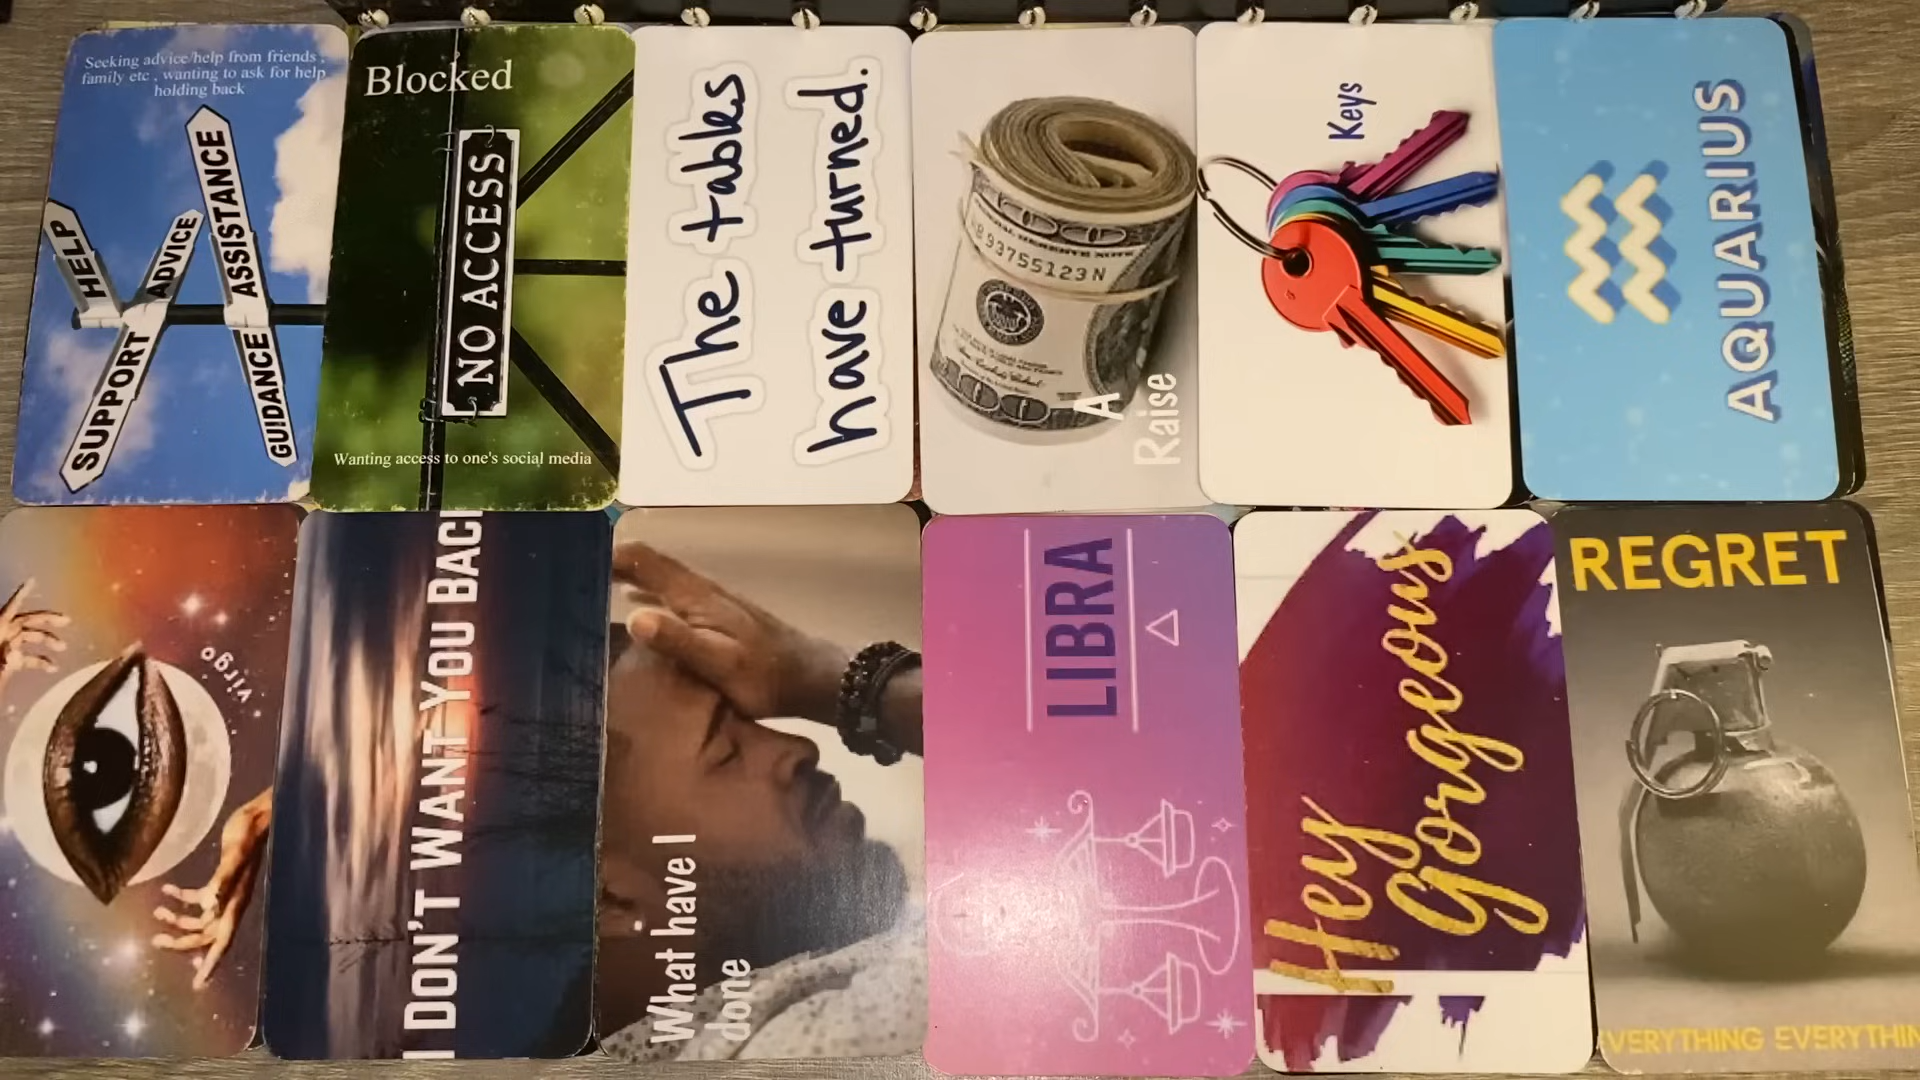 Seeking advice/help from friends ,
family etc , wanting to ask for help
holding back
HELP
ADVICE
ASSISTANCE
SUPPORT
GUIDANCE
Blocked
NO ACCESS
Wanting access to one's social media
The tables
have turned.
93755123 N
100
A
Raise
Keys
AQUARIUS
virgo
I DON'T WANT YOU BACK
What have I
done
LIBRA
Hey
Gorgeous
REGRET
EVERYTHING EVERYTHING